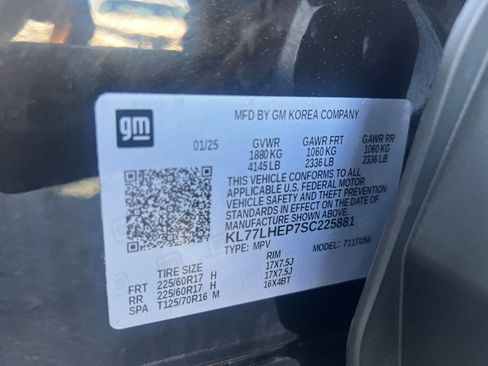 gm
MFD BY GM KOREA COMPANY
01/25 GVWR GAWR FRT GAWR RR
1880 KG 1060 KG 1060 KG
4145 LB 2336 LB 2336 LB
THIS VEHICLE CONFORMS TO ALL
APPLICABLE U.S. FEDERAL MOTOR
VEHICLE SAFETY AND THEFT PREVENTION
STANDARDS IN EFFECT ON THE DATE OF
MANUFACTURE SHOWN ABOVE.
KL77LHEP7SC225881
TYPE: MPV MODEL: 711TU56
TIRE SIZE RIM
FRT 225/60R17 H 17X7.5J
RR 225/60R17 H 17X7.5J
SPA T125/70R16 M 16X4BT